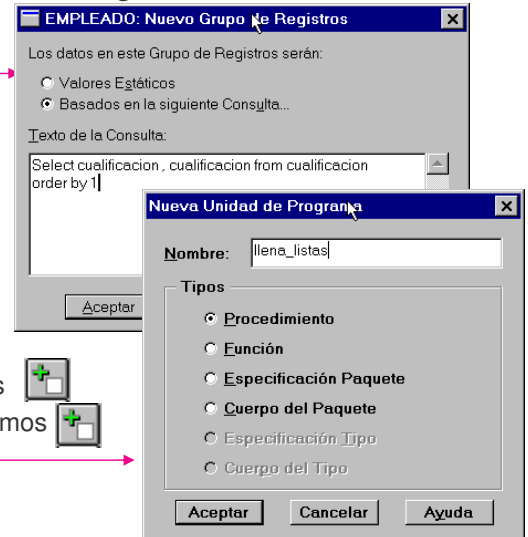 EMPLEADO: Nuevo Grupo de Registros
Los datos en este Grupo de Registros serán:
Valores Estáticos
Basados en la siguiente Consulta...
Texto de la Consulta:
Select cualificacion , cualificacion from cualificacion
order by 1
Aceptar
Nueva Unidad de Programa
Nombre: llena_listas
Tipos
Procedimiento
Función
Especificación Paquete
Cuerpo del Paquete
Especificación Tipo
Cuerpo del Tipo
Aceptar Cancelar Ayuda
s
mos